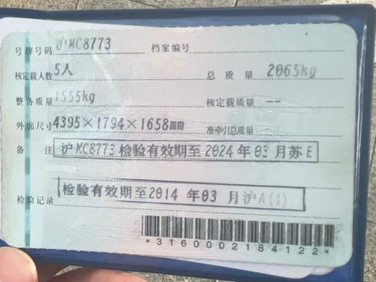 号牌号码 沪MC8773 档案编号
核定载人数 5人 总质量 2065kg
整备质量 1555kg 核定载质量 --
外廓尺寸 4395×1794×1658mm 准牵引总质量
备注 沪MC8773 检验有效期至2024年03月苏E
检验有效期至2014年03月沪A(1)
检验记录
*3160002184122*